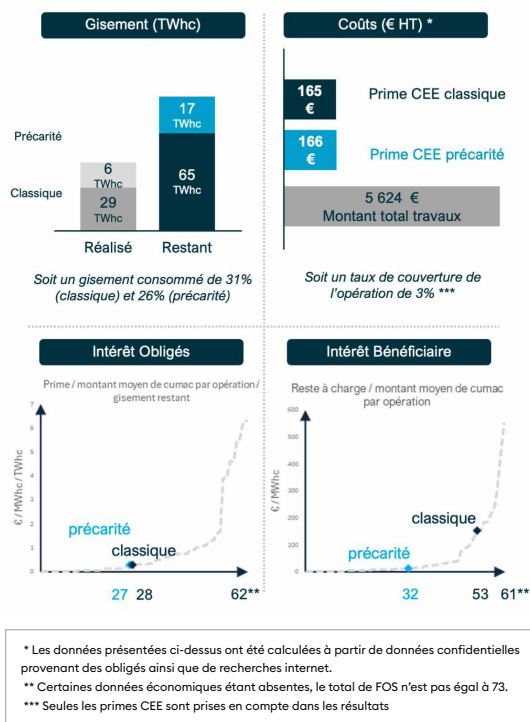 Gisement (TWhc)
17
TWhc
Précarité
6
TWhc
65
TWhc
Classique
29
TWhc
Réalisé
Restant
Soit un gisement consommé de 31%
(classique) et 26% (précarité)
Coûts (€ HT) *
165
€
Prime CEE classique
166
€
Prime CEE précarité
5 624 €
Montant total travaux
Soit un taux de couverture de
l'opération de 3% ***
Intérêt Obligés
Prime / montant moyen de cumac par opération /
gisement restant
7
6
5
4
3
2
1
0
€ / MWhc / TWhc
précarité
classique
27
28
62**
Intérêt Bénéficiaire
Reste à charge / montant moyen de cumac
par opération
600
500
400
300
200
100
0
€ / MWhc
classique
précarité
32
53
61**
* Les données présentées ci-dessus ont été calculées à partir de données confidentielles
provenant des obligés ainsi que de recherches internet.
** Certaines données économiques étant absentes, le total de FOS n'est pas égal à 73.
*** Seules les primes CEE sont prises en compte dans les résultats